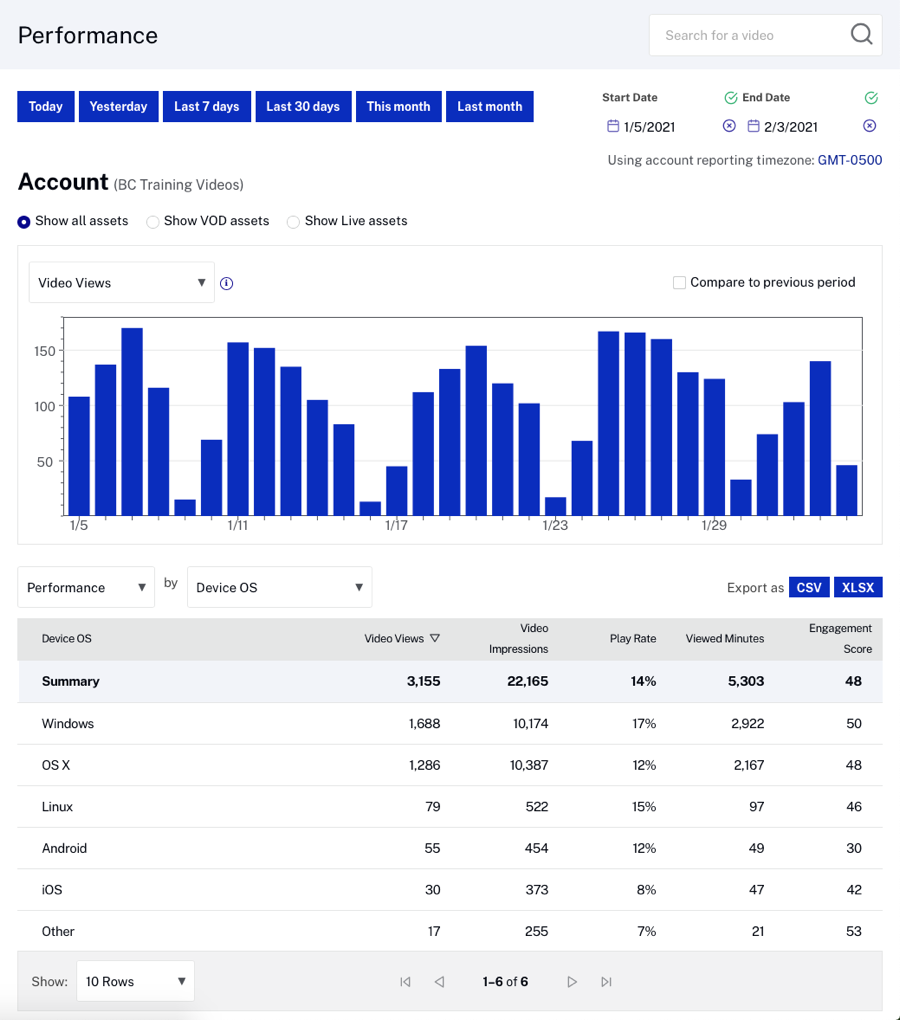 Performance
Search for a video
Today Yesterday Last 7 days Last 30 days This month Last month
Start Date End Date
1/5/2021 2/3/2021
Using account reporting timezone: GMT-0500
Account (BC Training Videos)
Show all assets Show VOD assets Show Live assets
Video Views Compare to previous period
150
100
50
1/5 1/11 1/17 1/23 1/29
Performance by Device OS Export as CSV XLSX
Device OS Video Views Video Impressions Play Rate Viewed Minutes Engagement Score
Summary 3,155 22,165 14% 5,303 48
Windows 1,688 10,174 17% 2,922 50
OS X 1,286 10,387 12% 2,167 48
Linux 79 522 15% 97 46
Android 55 454 12% 49 30
iOS 30 373 8% 47 42
Other 17 255 7% 21 53
Show: 10 Rows 1–6 of 6